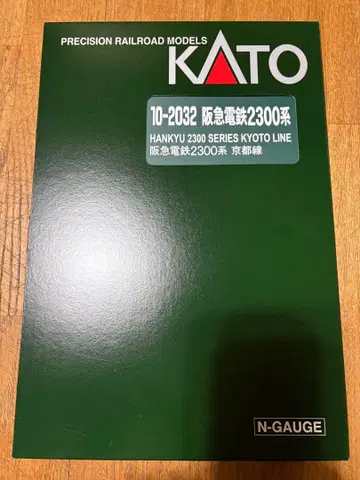 PRECISION RAILROAD MODELS
KATO
10-2032 阪急電鉄2300系
HANKYU 2300 SERIES KYOTO LINE
阪急電鉄2300系 京都線
N-GAUGE